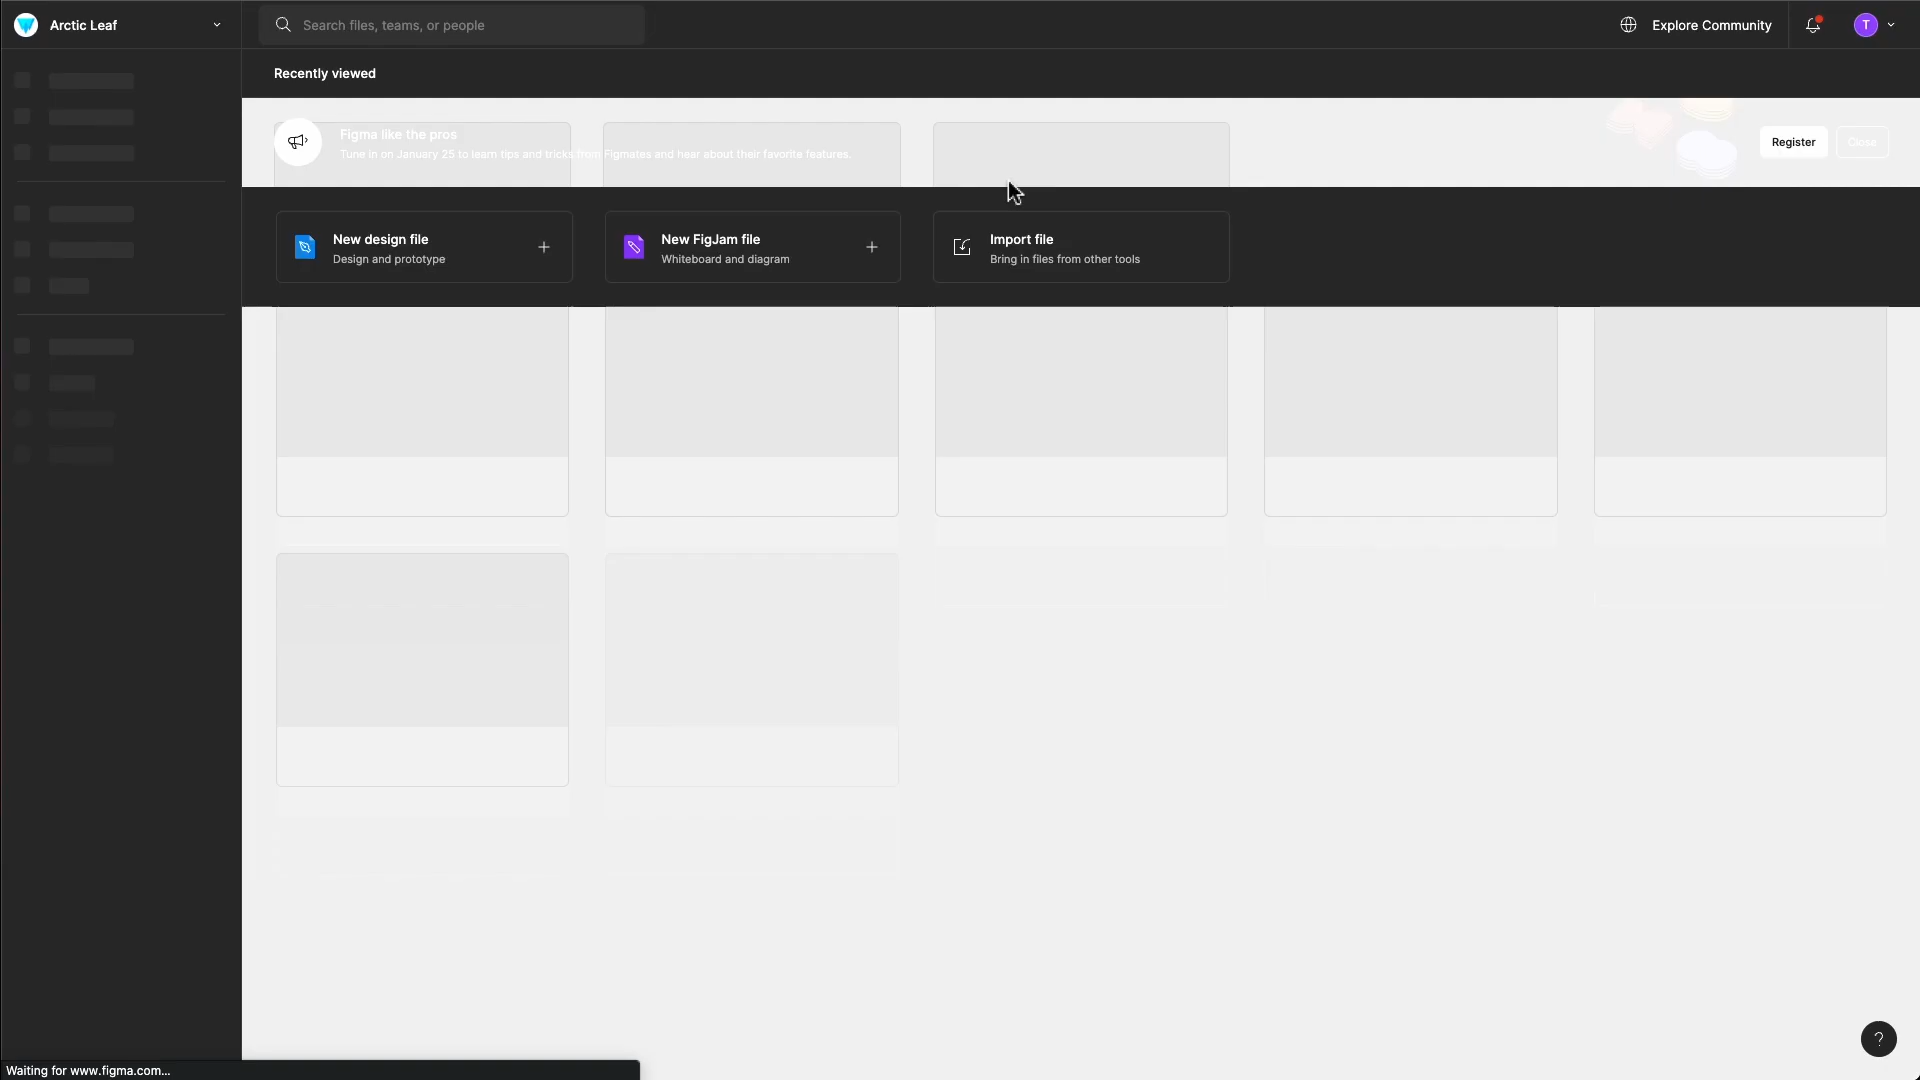 Arctic Leaf
Search files, teams, or people
Explore Community
T
Recently viewed
Figma like the pros
Tune in on January 25 to learn tips and tricks from Figmates and hear about their favorite features.
Register
Close
New design file
Design and prototype
New FigJam file
Whiteboard and diagram
Import file
Bring in files from other tools
?
Waiting for www.figma.com...